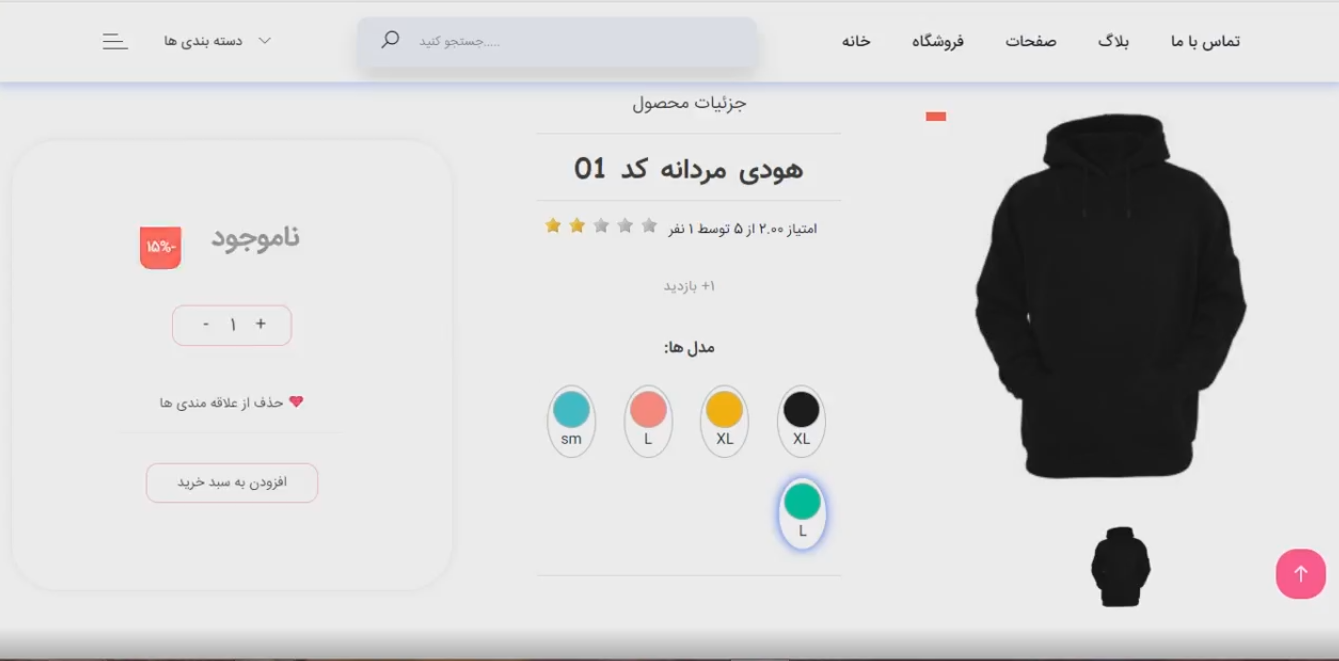 تماس با ما
بلاگ
صفحات
فروشگاه
خانه
جستجو کنید.....
دسته بندی ها
جزئیات محصول
هودی مردانه کد 01
امتیاز ۲.۰۰ از ۵ توسط ۱ نفر
۱+ بازدید
مدل ها:
XL
XL
L
sm
L
ناموجود
-۱۵%
+ ۱ -
حذف از علاقه مندی ها
افزودن به سبد خرید